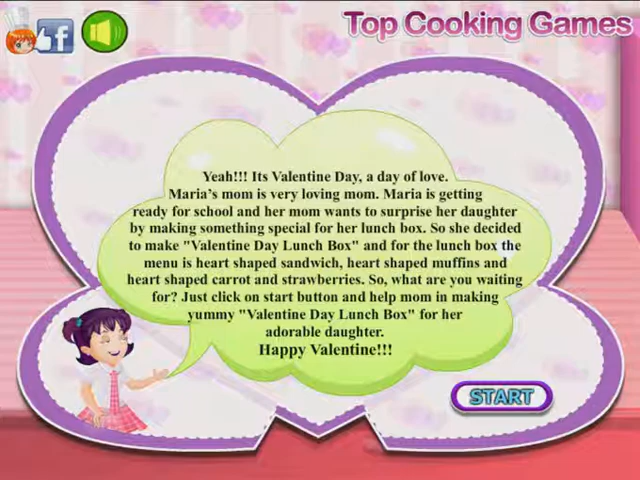 Top Cooking Games
f
Yeah!!! Its Valentine Day, a day of love.
Maria's mom is very loving mom. Maria is getting
ready for school and her mom wants to surprise her daughter
by making something special for her lunch box. So she decided
to make "Valentine Day Lunch Box" and for the lunch box the
menu is heart shaped sandwich, heart shaped muffins and
heart shaped carrot and strawberries. So, what are you waiting
for? Just click on start button and help mom in making
yummy "Valentine Day Lunch Box" for her
adorable daughter.
Happy Valentine!!!
START